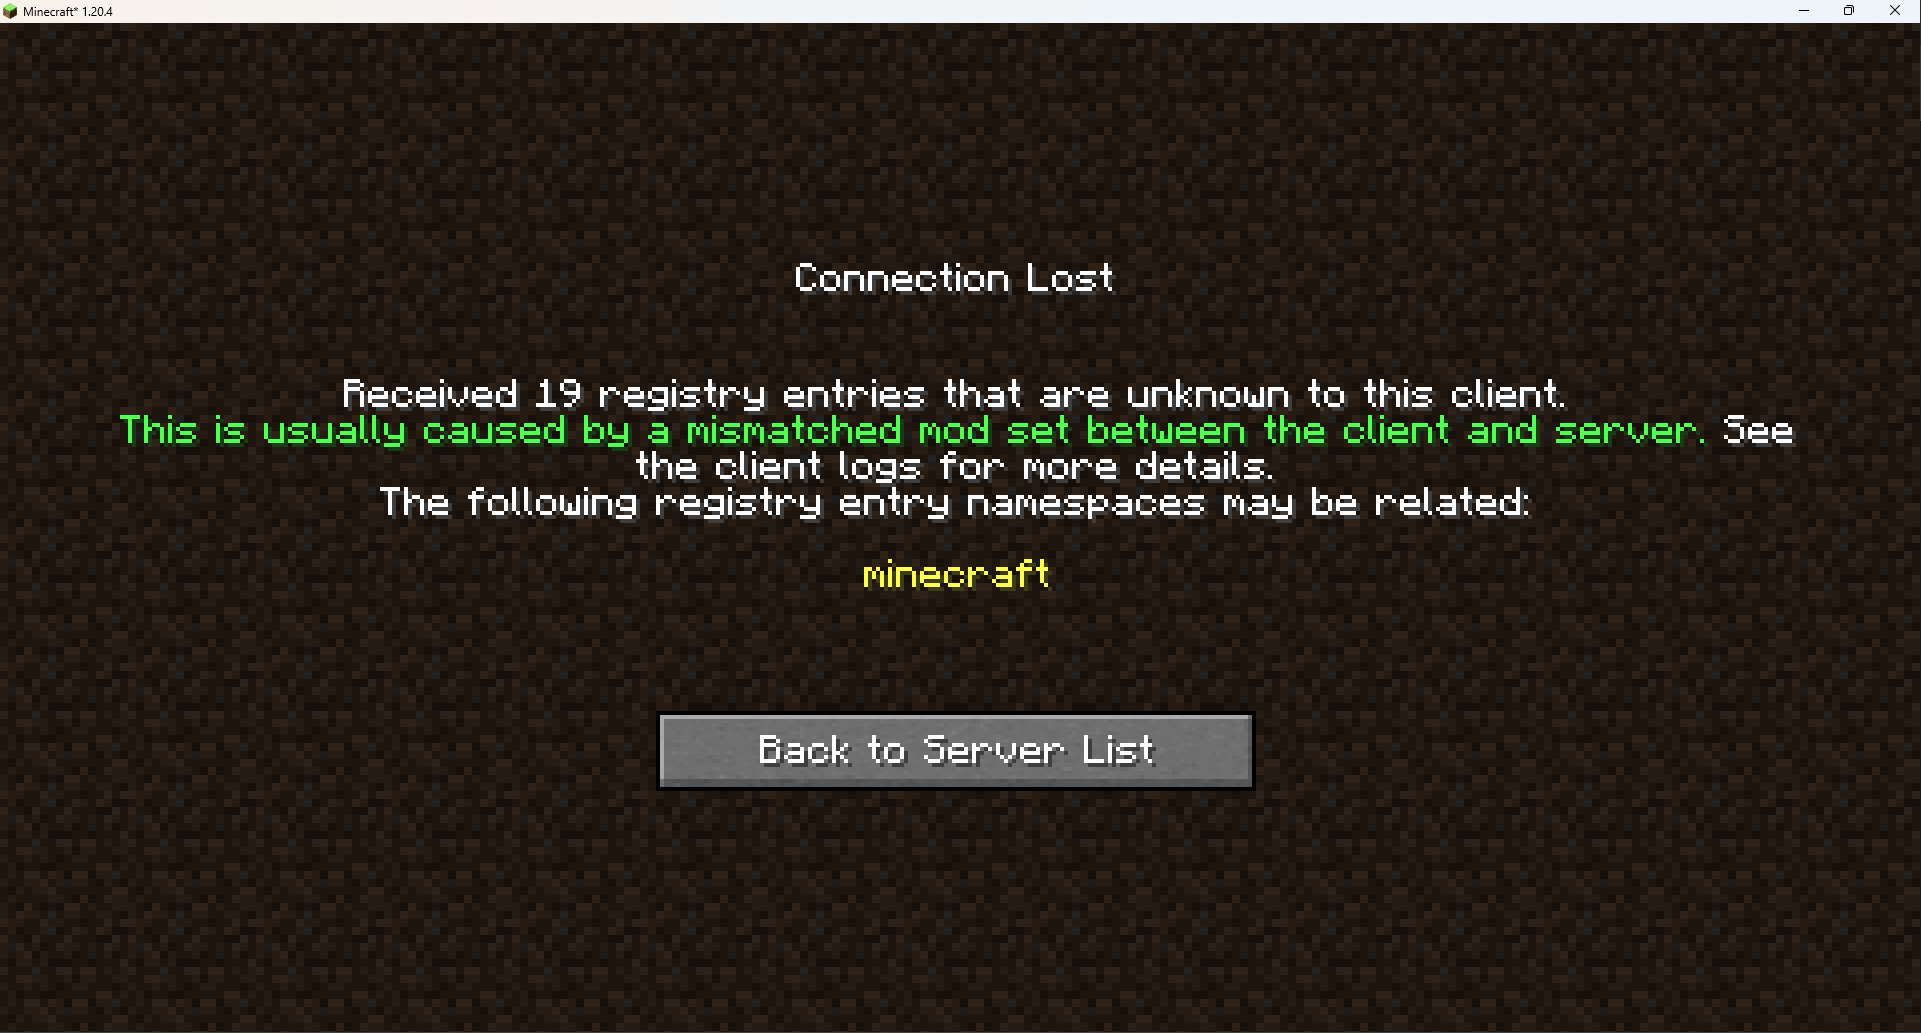 Minecraft* 1.20.4
Connection Lost
Received 19 registry entries that are unknown to this client.
This is usually caused by a mismatched mod set between the client and server. See
the client logs for more details.
The following registry entry namespaces may be related:
minecraft
Back to Server List